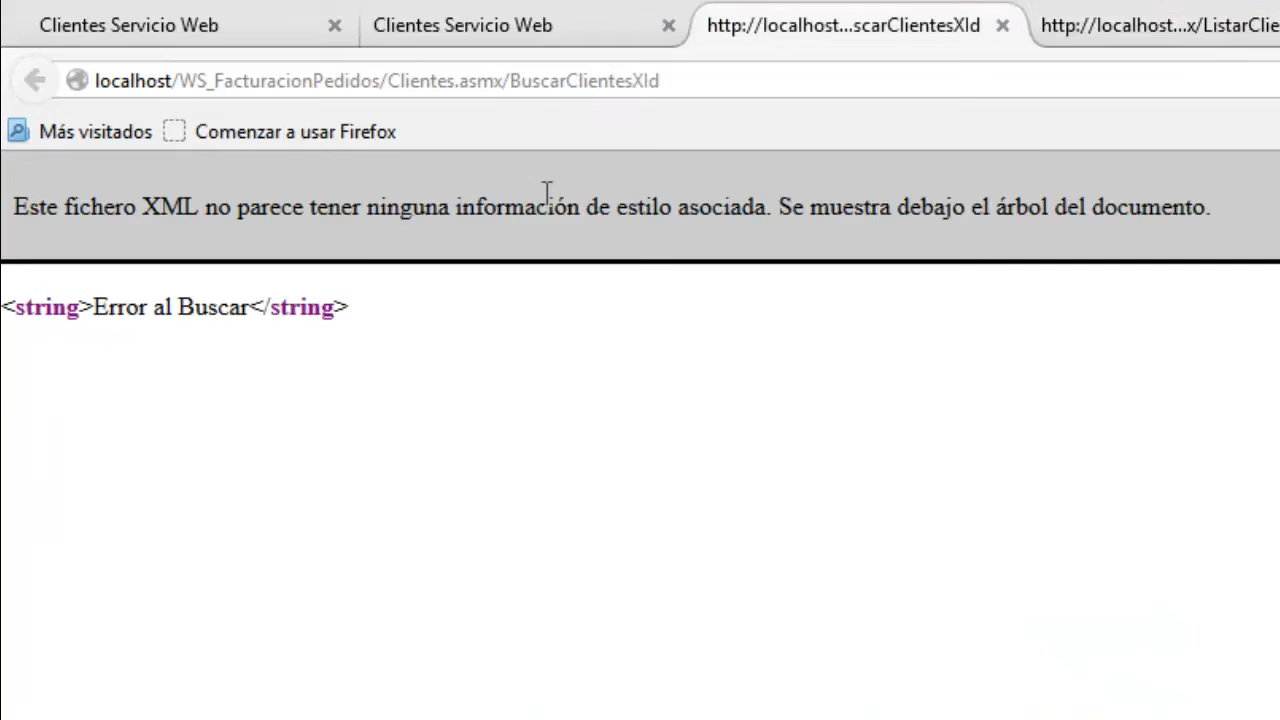 Clientes Servicio Web
Clientes Servicio Web
http://localhost...scarClientesXId
http://localhost...x/ListarClie
localhost/WS_FacturacionPedidos/Clientes.asmx/BuscarClientesXId
Más visitados
Comenzar a usar Firefox
Este fichero XML no parece tener ninguna información de estilo asociada. Se muestra debajo el árbol del documento.
<string>Error al Buscar</string>